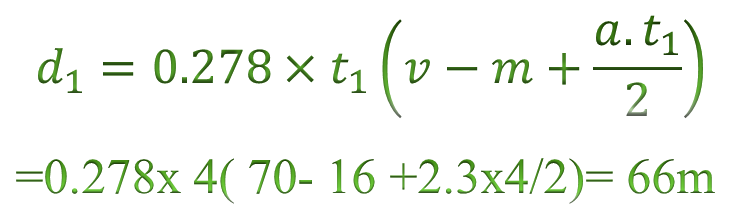 d₁ = 0.278 × t₁ (v − m + a.t₁/2)
=0.278x 4( 70- 16 +2.3x4/2)= 66m